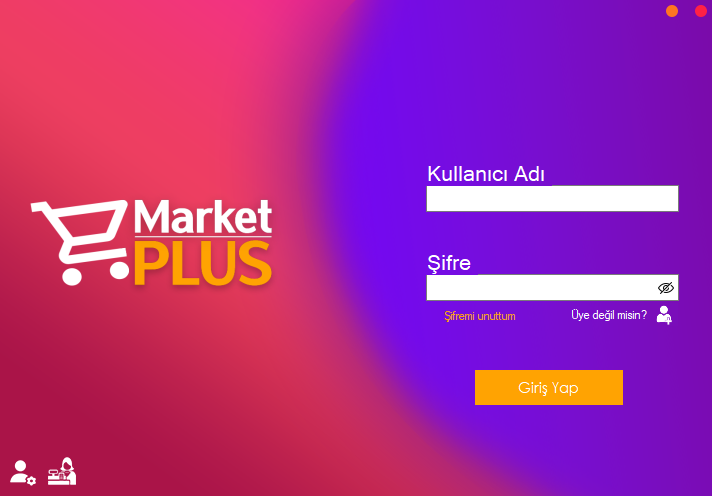 Kullanıcı Adı
Market
PLUS
Şifre
Şifremi unuttum
Üye değil misin?
Giriş Yap